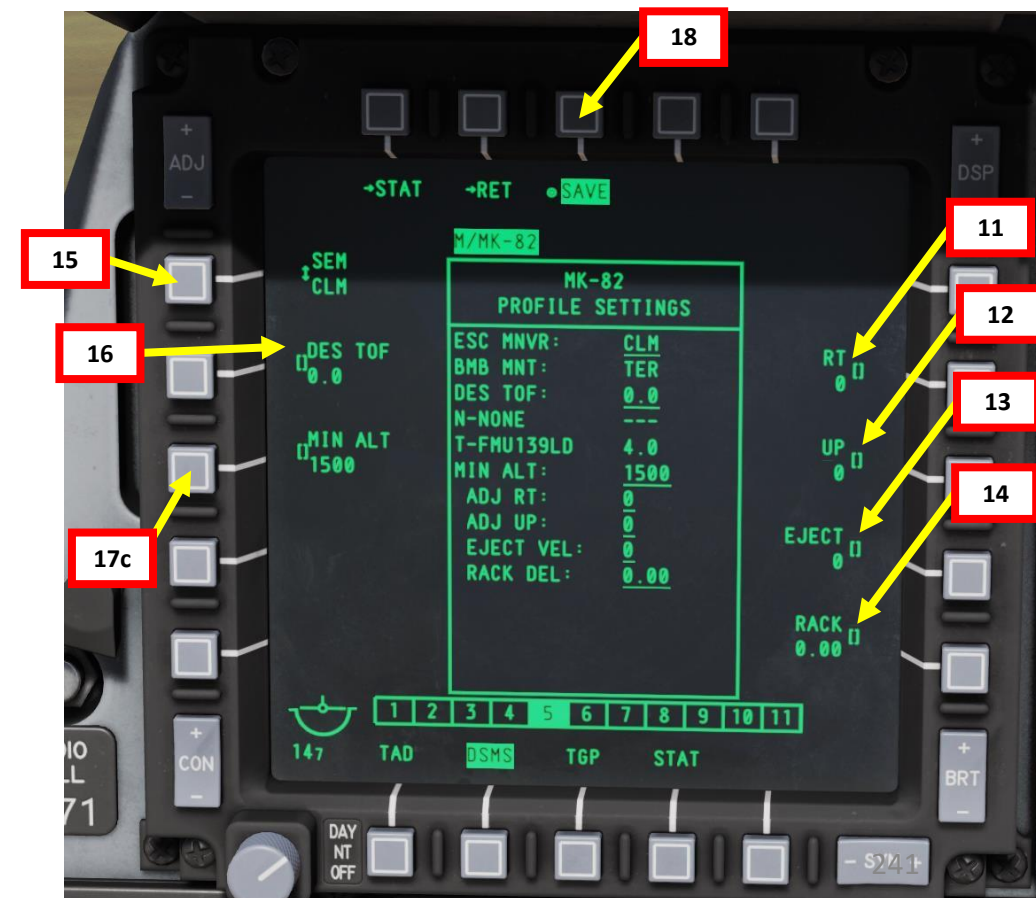 18
+
ADJ
-
+
DSP
→STAT →RET SAVE
11
M/MK-82
15
SEM
↕CLM
MK-82
PROFILE SETTINGS
12
16
[]DES TOF
0.0
ESC MNVR: CLM
BMB MNT: TER
DES TOF: 0.0
N-NONE ---
T-FMU139LD 4.0
MIN ALT: 1500
ADJ RT: 0
ADJ UP: 0
EJECT VEL: 0
RACK DEL: 0.00
RT []
0
13
[]MIN ALT
1500
UP []
0
14
17c
EJECT []
0
RACK []
0.00
1 2 3 4 5 6 7 8 9 10 11
147 TAD DSMS TGP STAT
+
CON
-
+
BRT
-
71
DAY
NT
OFF
241